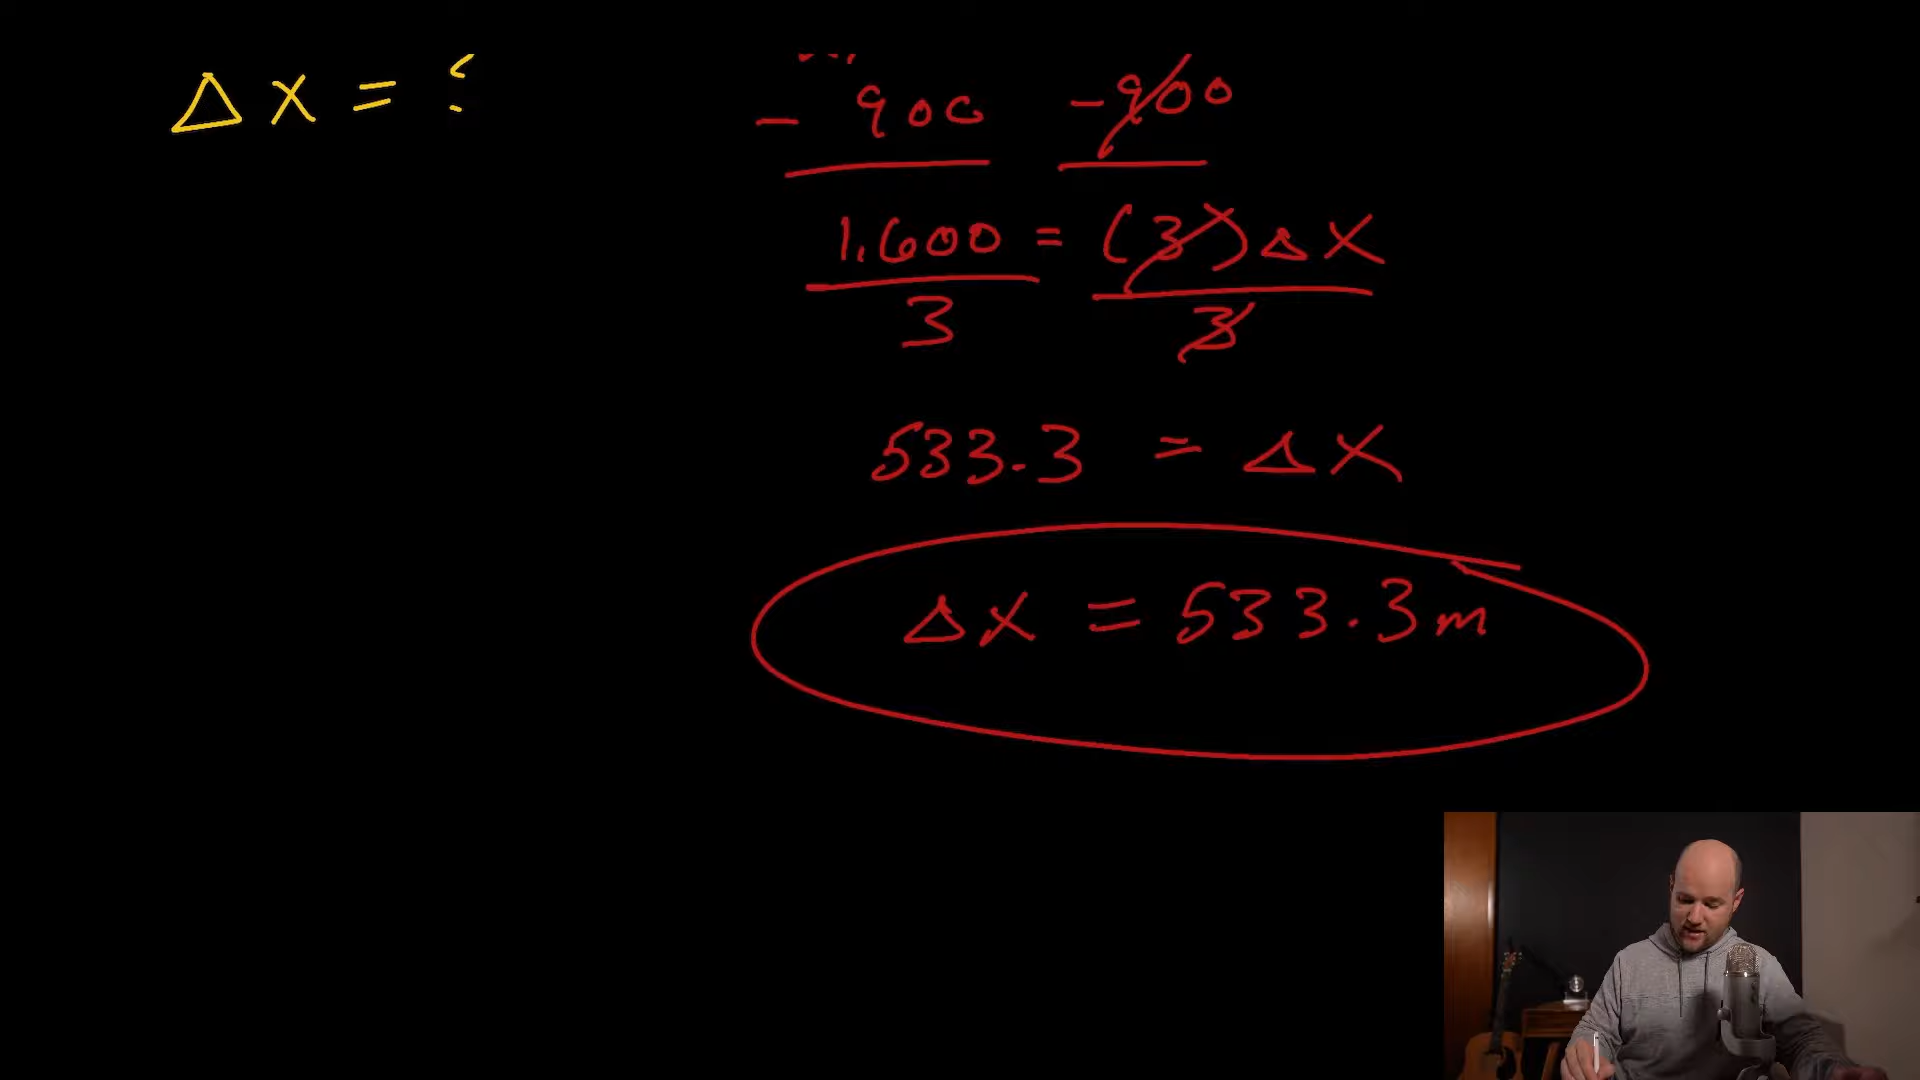 Δ X = ?
- 900 - 900
1,600 = (3) Δ X
3 3
533.3 = Δ X
Δ X = 533.3 m